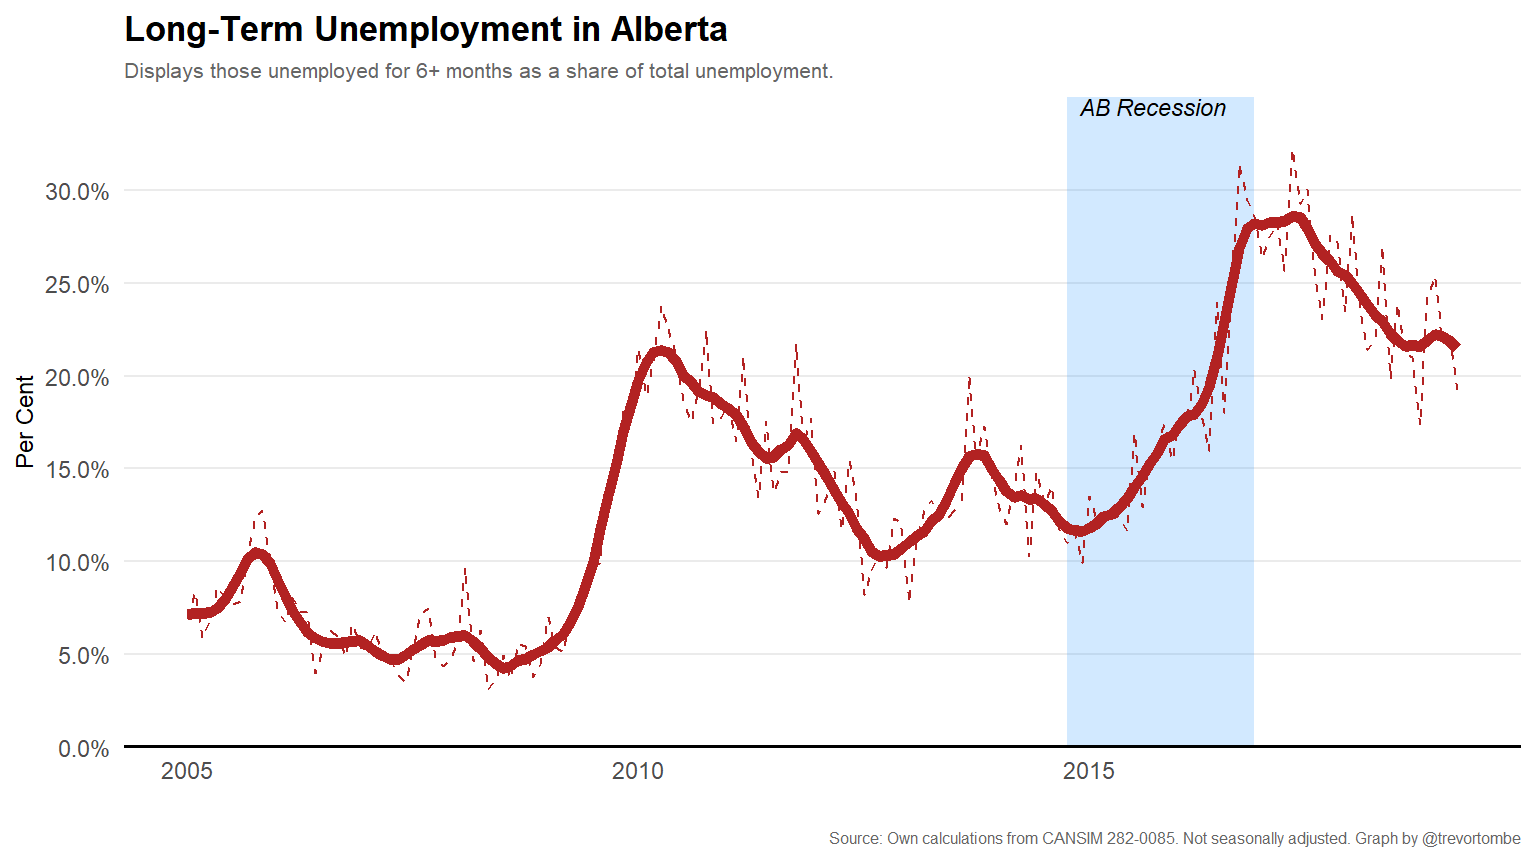 Long-Term Unemployment in Alberta
Displays those unemployed for 6+ months as a share of total unemployment.
AB Recession
Per Cent
30.0%
25.0%
20.0%
15.0%
10.0%
5.0%
0.0%
2005 2010 2015
Source: Own calculations from CANSIM 282-0085. Not seasonally adjusted. Graph by @trevortombe